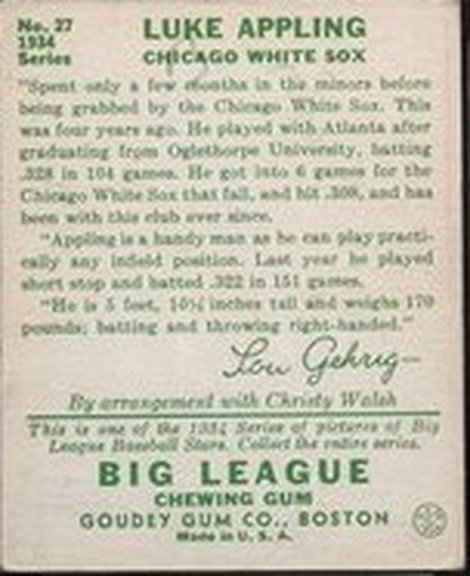 No. 27
1934
Series
LUKE APPLING
CHICAGO WHITE SOX
"Spent only a few months in the minors before
being grabbed by the Chicago White Sox. This
was four years ago. He played with Atlanta after
graduating from Oglethorpe University, batting
.328 in 104 games. He got into 6 games for the
Chicago White Sox that fall, and hit .308, and has
been with this club ever since.
"Appling is a handy man as he can play practi-
cally any infield position. Last year he played
short stop and batted .322 in 151 games.
"He is 5 feet, 10½ inches tall and weighs 170
pounds; batting and throwing right-handed."
Lou Gehrig—
By arrangement with Christy Walsh
This is one of the 1934 Series of pictures of Big
League Baseball Stars. Collect the entire series.
BIG LEAGUE
CHEWING GUM
GOUDEY GUM CO., BOSTON
Made in U. S. A.